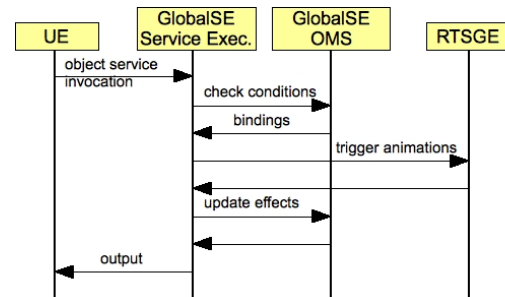 UE
GlobalSE
Service Exec.
GlobalSE
OMS
RTSGE
object service
invocation
check conditions
bindings
trigger animations
update effects
output